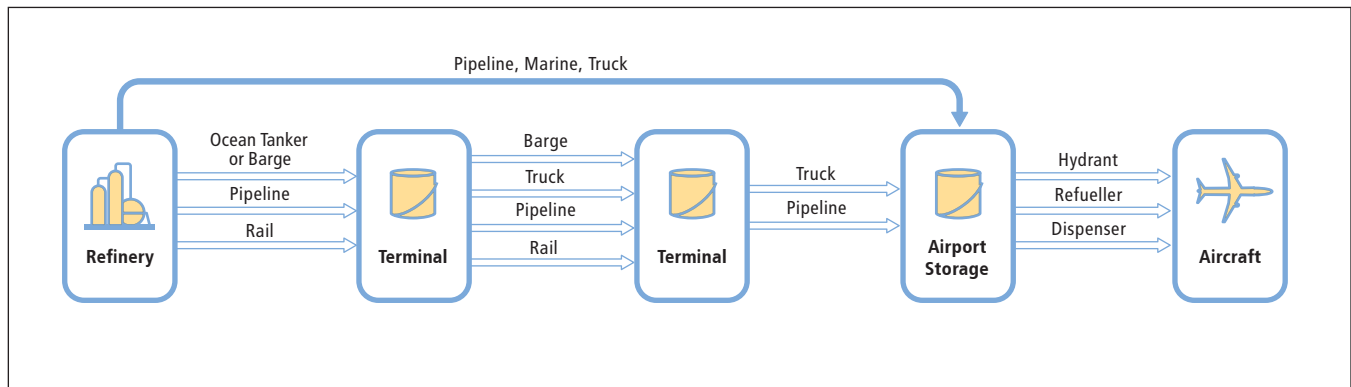 Pipeline, Marine, Truck
Ocean Tanker
or Barge
Pipeline
Rail
Refinery
Terminal
Barge
Truck
Pipeline
Rail
Terminal
Truck
Pipeline
Airport
Storage
Hydrant
Refueller
Dispenser
Aircraft